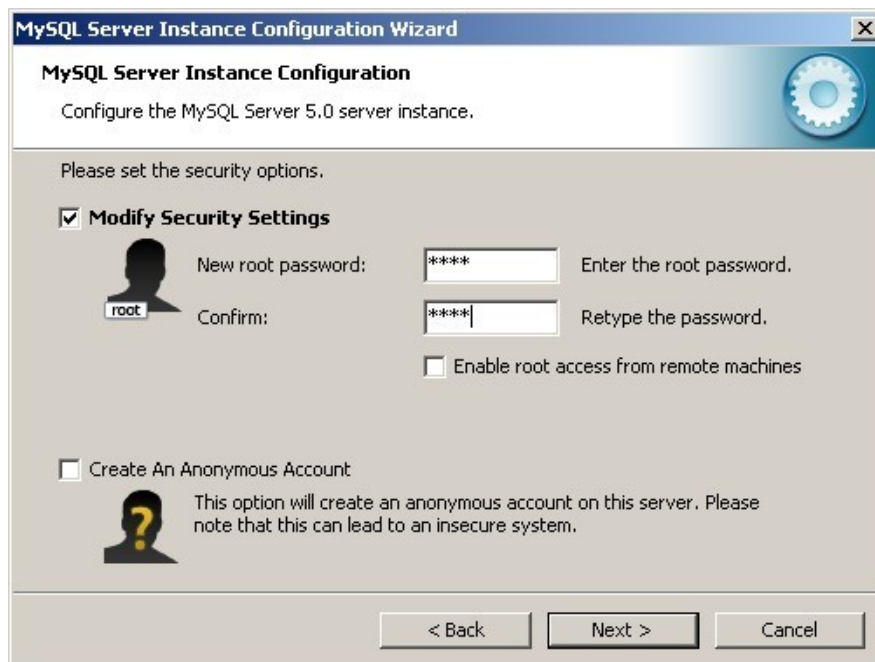 MySQL Server Instance Configuration Wizard
MySQL Server Instance Configuration
Configure the MySQL Server 5.0 server instance.
Please set the security options.
Modify Security Settings
New root password: **** Enter the root password.
root
Confirm: **** Retype the password.
Enable root access from remote machines
Create An Anonymous Account
?
This option will create an anonymous account on this server. Please
note that this can lead to an insecure system.
< Back Next > Cancel